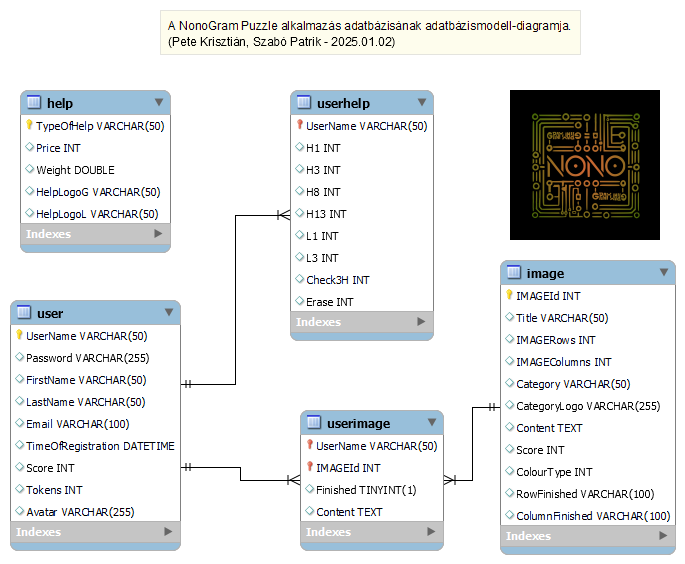 A NonoGram Puzzle alkalmazás adatbázisának adatbázismodell-diagramja.
(Pete Krisztián, Szabó Patrik - 2025.01.02)
help
TypeOfHelp VARCHAR(50)
Price INT
Weight DOUBLE
HelpLogoG VARCHAR(50)
HelpLogoL VARCHAR(50)
Indexes
userhelp
UserName VARCHAR(50)
H1 INT
H3 INT
H8 INT
H13 INT
L1 INT
L3 INT
Check3H INT
Erase INT
Indexes
NONO
user
UserName VARCHAR(50)
Password VARCHAR(255)
FirstName VARCHAR(50)
LastName VARCHAR(50)
Email VARCHAR(100)
TimeOfRegistration DATETIME
Score INT
Tokens INT
Avatar VARCHAR(255)
Indexes
userimage
UserName VARCHAR(50)
IMAGEId INT
Finished TINYINT(1)
Content TEXT
Indexes
image
IMAGEId INT
Title VARCHAR(50)
IMAGERows INT
IMAGEColumns INT
Category VARCHAR(50)
CategoryLogo VARCHAR(255)
Content TEXT
Score INT
ColourType INT
RowFinished VARCHAR(100)
ColumnFinished VARCHAR(100)
Indexes